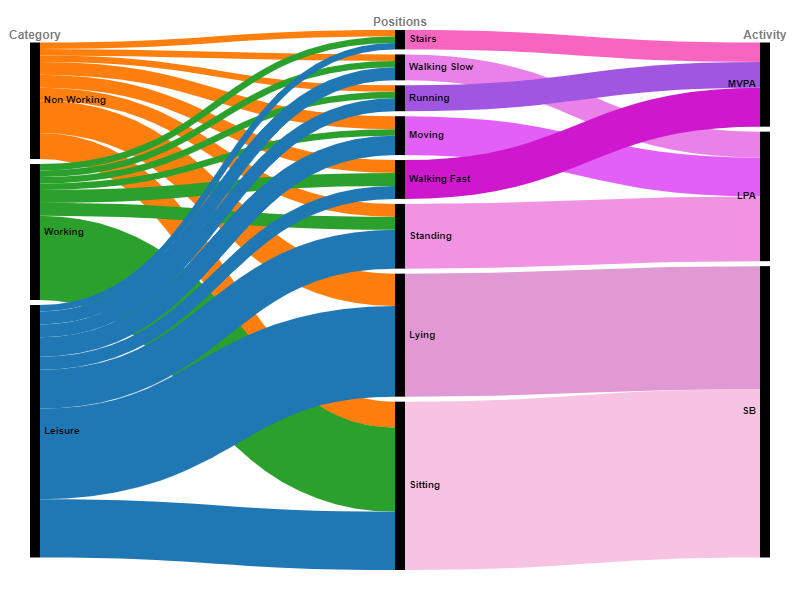 Category
Positions
Activity
Non Working
Working
Leisure
Stairs
Walking Slow
Running
Moving
Walking Fast
Standing
Lying
Sitting
MVPA
LPA
SB